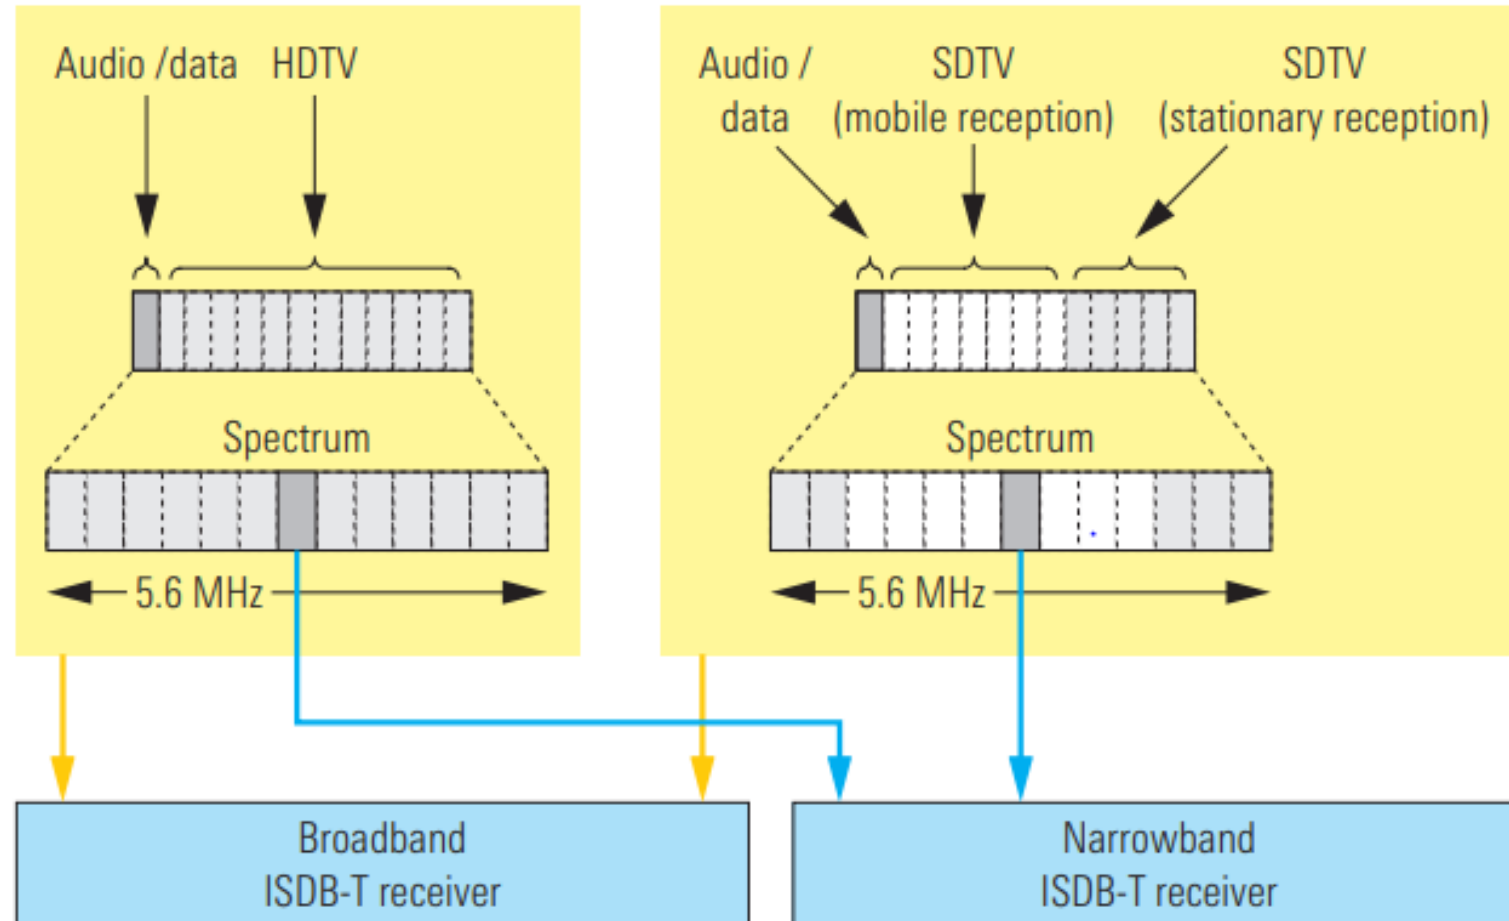 Audio /data
HDTV
Spectrum
5.6 MHz
Audio /
data
SDTV
(mobile reception)
SDTV
(stationary reception)
Spectrum
5.6 MHz
Broadband
ISDB-T receiver
Narrowband
ISDB-T receiver